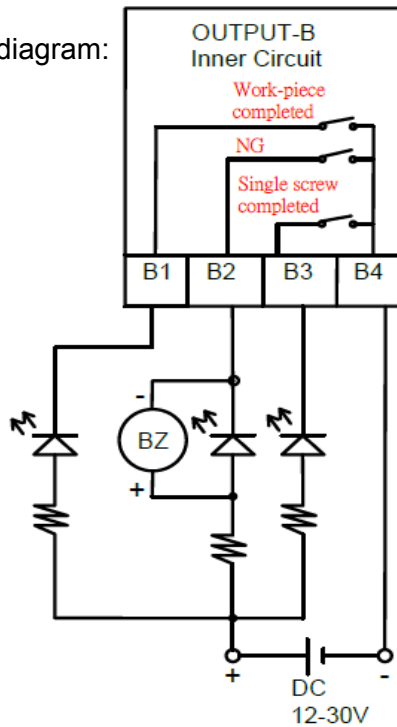 diagram:
OUTPUT-B
Inner Circuit
Work-piece
completed
NG
Single screw
completed
B1 B2 B3 B4
-
BZ
+
+ -
DC
12-30V